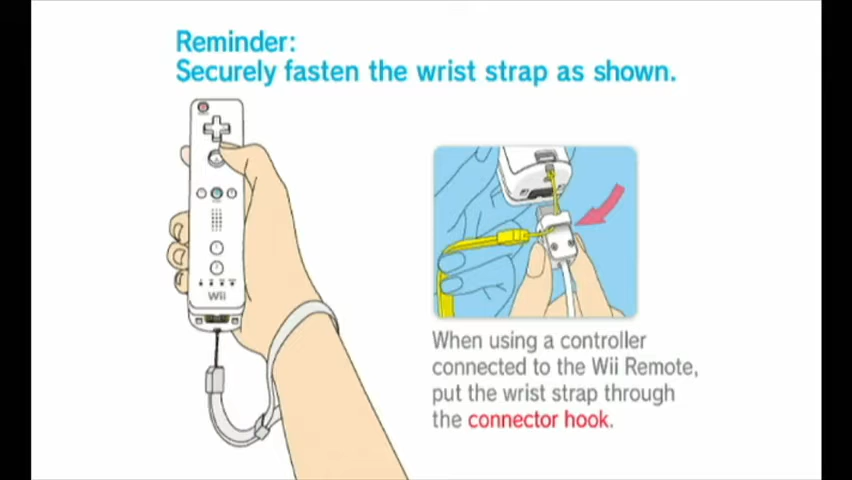 Reminder:
Securely fasten the wrist strap as shown.
Wii
When using a controller
connected to the Wii Remote,
put the wrist strap through
the connector hook.